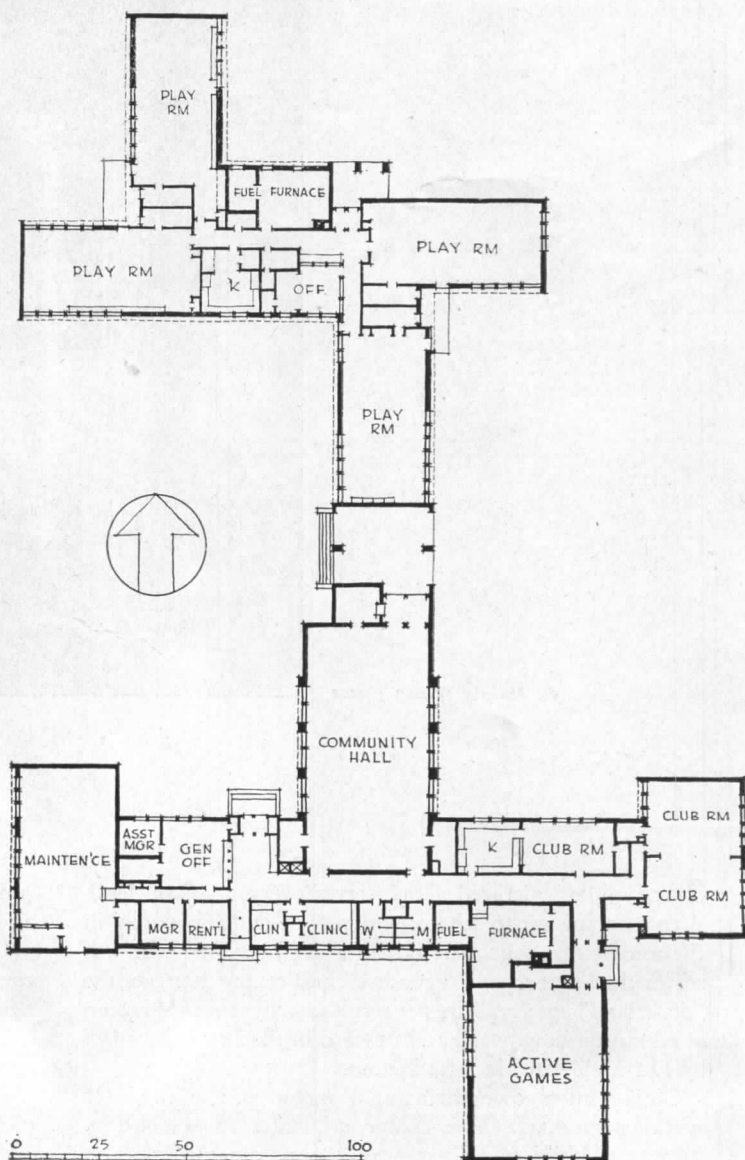 PLAY
RM
FUEL
FURNACE
PLAY RM
PLAY RM
K
OFF
PLAY
RM
COMMUNITY
HALL
MAINTEN'CE
ASST
MGR
GEN
OFF
K
CLUB RM
CLUB RM
CLUB RM
T
MGR
RENTL
CLIN
CLINIC
W
M
FUEL
FURNACE
ACTIVE
GAMES
0 25 50 100